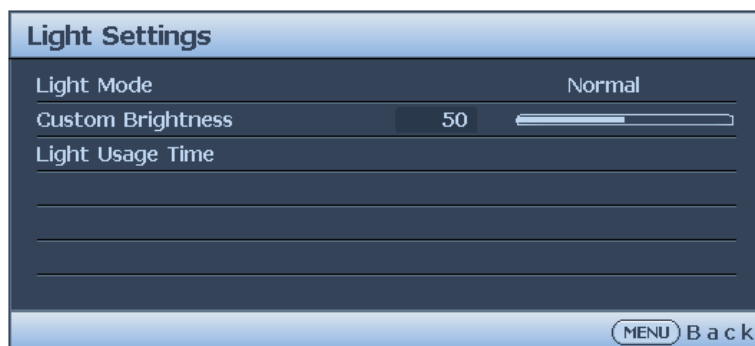 Light Settings
Light Mode Normal
Custom Brightness 50
Light Usage Time
MENU Back